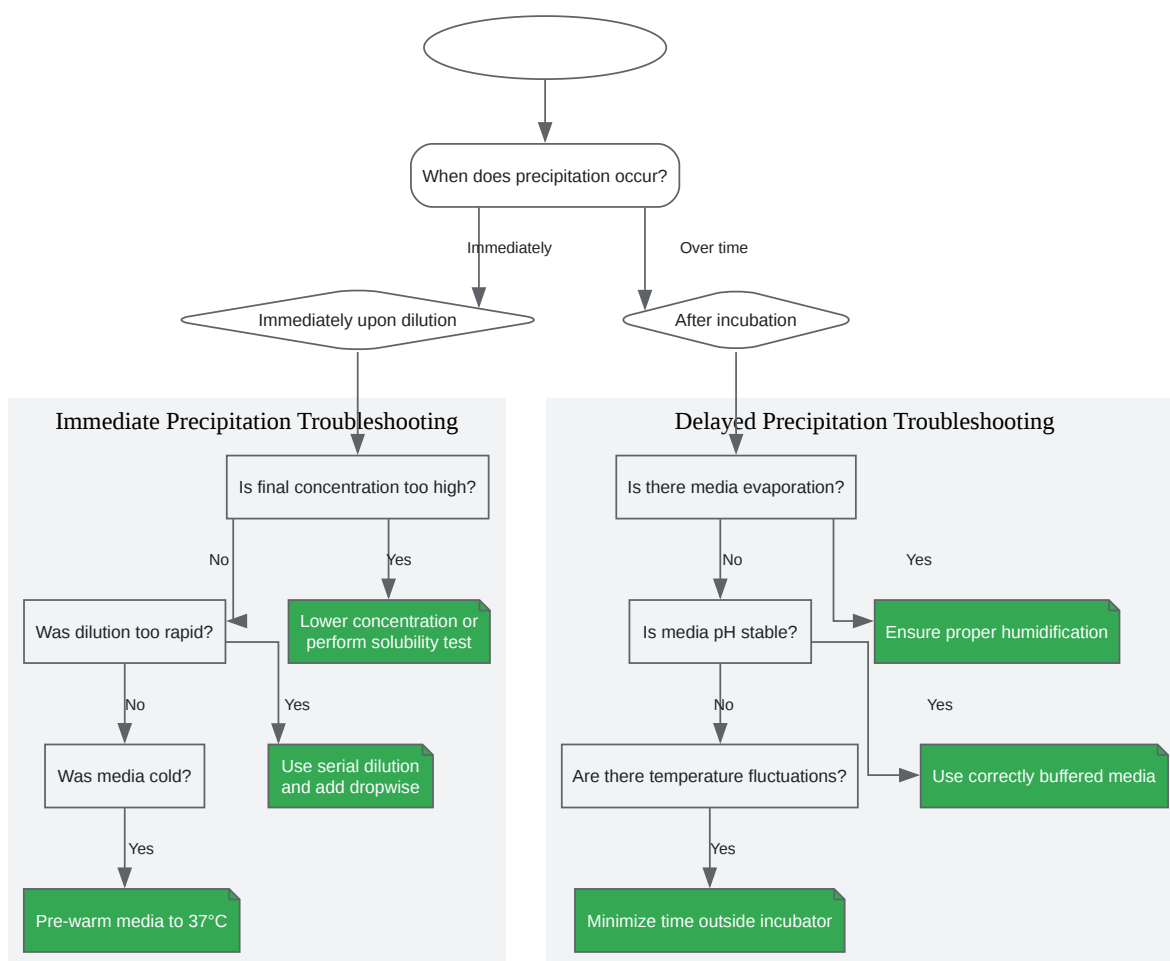 When does precipitation occur?
Immediately
Over time
Immediately upon dilution
After incubation
Immediate Precipitation Troubleshooting
Is final concentration too high?
No
Yes
Was dilution too rapid?
Lower concentration or
perform solubility test
No
Yes
Was media cold?
Use serial dilution
and add dropwise
Yes
Pre-warm media to 37°C
Delayed Precipitation Troubleshooting
Is there media evaporation?
No
Yes
Is media pH stable?
Ensure proper humidification
No
Yes
Are there temperature fluctuations?
Use correctly buffered media
Yes
Minimize time outside incubator